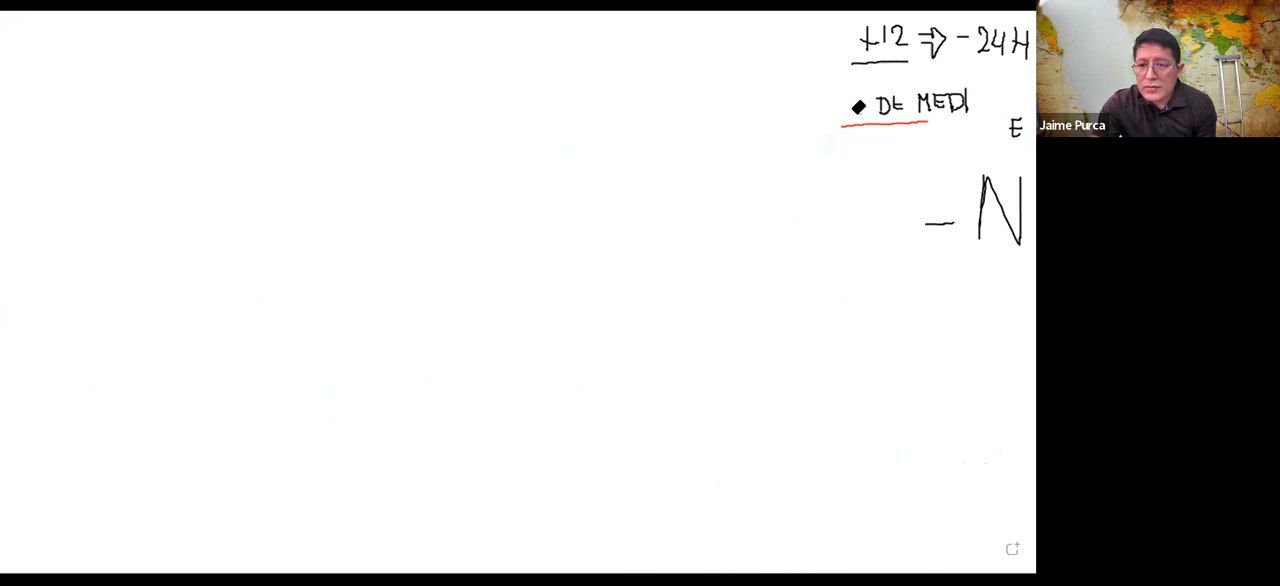 +12 ⇒ - 24H
◆ DE MEDI
E
- N
Jaime Purca